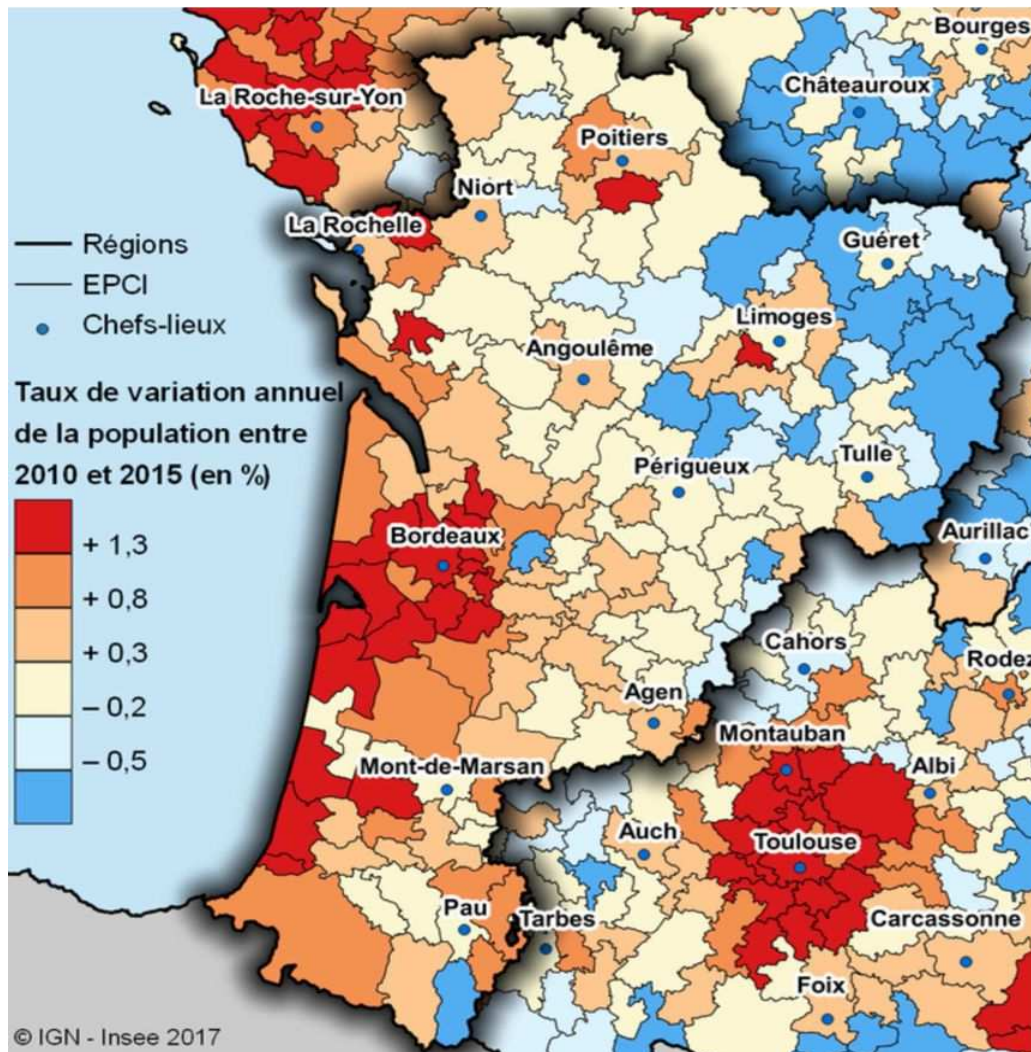 Bourges
Châteauroux
La Roche-sur-Yon
Poitiers
Niort
La Rochelle
Guéret
Régions
EPCI
Chefs-lieux
Limoges
Angoulême
Taux de variation annuel
de la population entre
2010 et 2015 (en %)
+ 1,3
+ 0,8
+ 0,3
– 0,2
– 0,5
Périgueux
Tulle
Bordeaux
Aurillac
Cahors
Rodez
Agen
Montauban
Mont-de-Marsan
Albi
Auch
Toulouse
Pau
Tarbes
Carcassonne
Foix
© IGN - Insee 2017